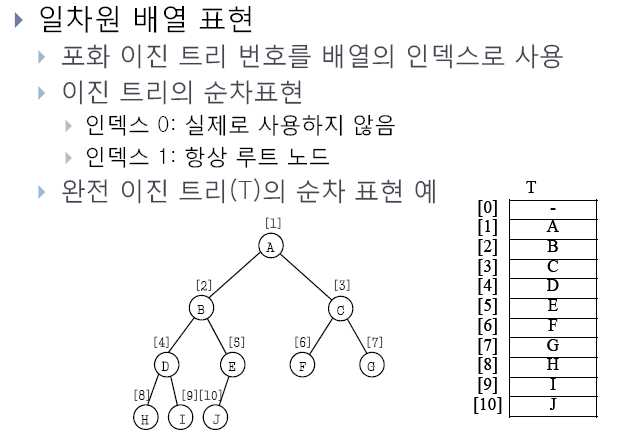 일차원 배열 표현
포화 이진 트리 번호를 배열의 인덱스로 사용
이진 트리의 순차표현
인덱스 0: 실제로 사용하지 않음
인덱스 1: 항상 루트 노드
완전 이진 트리(T)의 순차 표현 예
[1]
A
[2] [3]
B C
[4] [5] [6] [7]
D E F G
[8] [9] [10]
H I J
T
[0] -
[1] A
[2] B
[3] C
[4] D
[5] E
[6] F
[7] G
[8] H
[9] I
[10] J